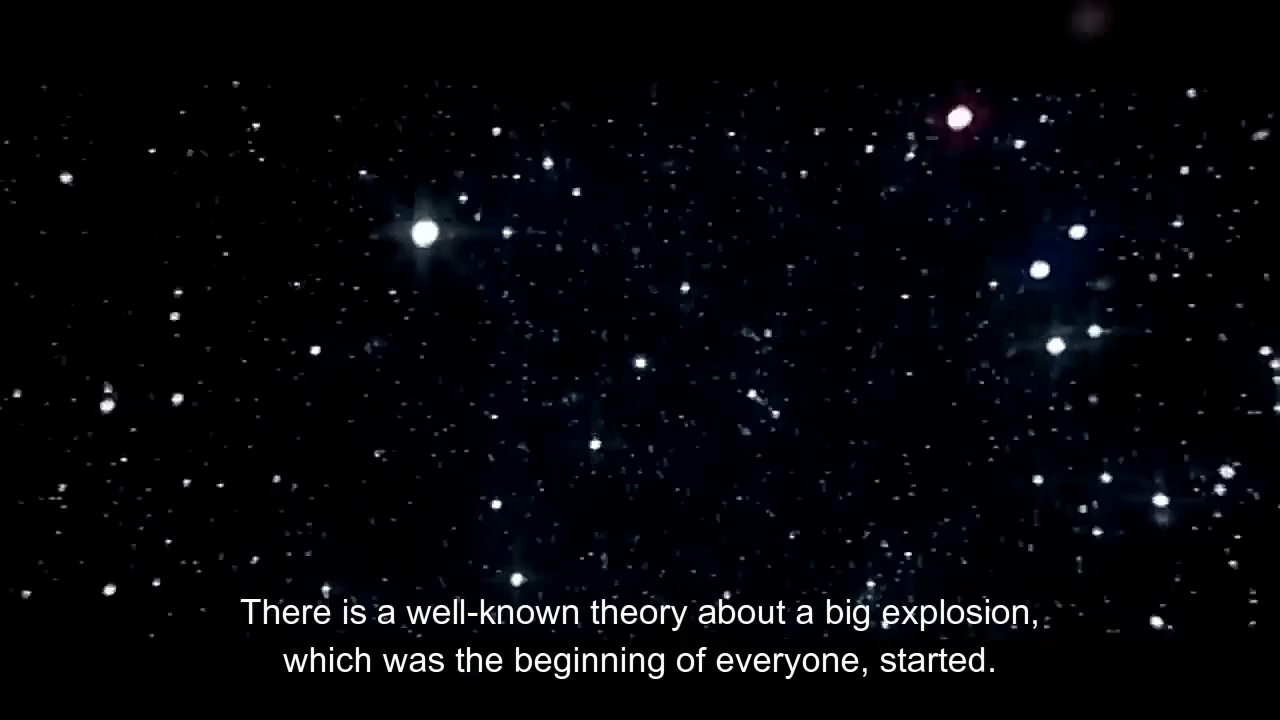 There is a well-known theory about a big explosion,
which was the beginning of everyone, started.